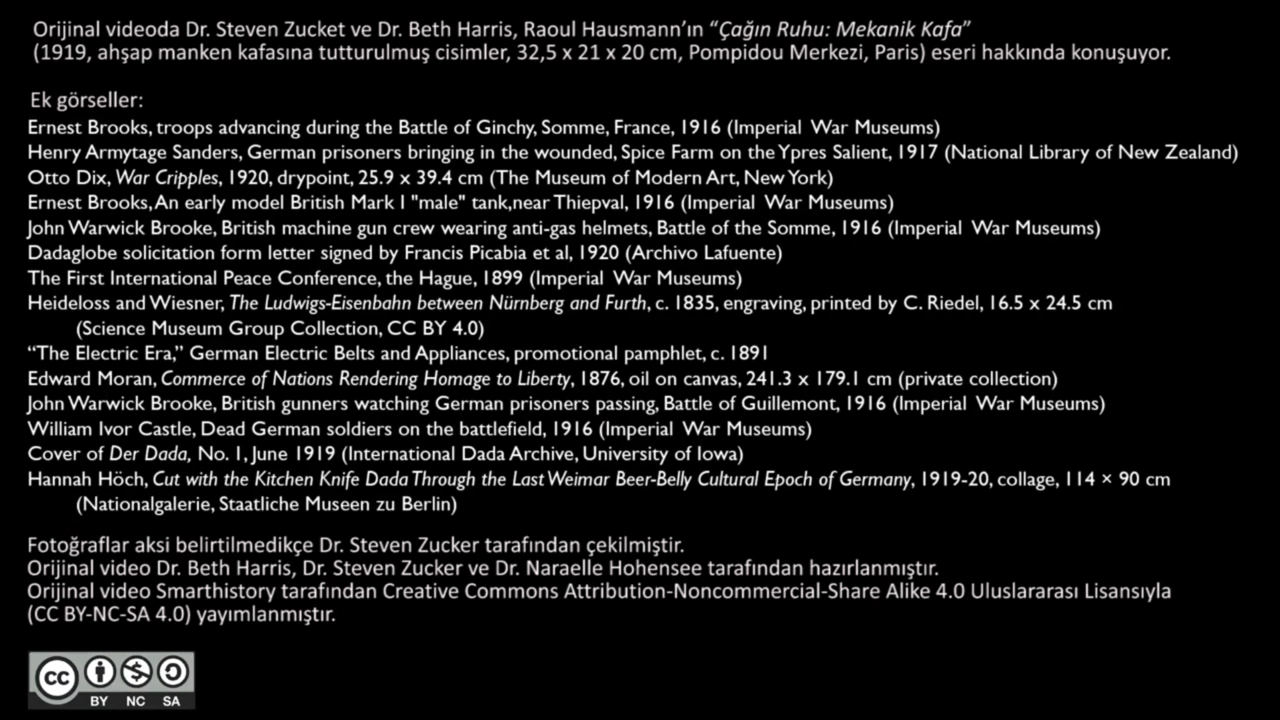 Orijinal videoda Dr. Steven Zucket ve Dr. Beth Harris, Raoul Hausmann’ın “Çağın Ruhu: Mekanik Kafa”
(1919, ahşap manken kafasına tutturulmuş cisimler, 32,5 x 21 x 20 cm, Pompidou Merkezi, Paris) eseri hakkında konuşuyor.
Ek görseller:
Ernest Brooks, troops advancing during the Battle of Ginchy, Somme, France, 1916 (Imperial War Museums)
Henry Armytage Sanders, German prisoners bringing in the wounded, Spice Farm on the Ypres Salient, 1917 (National Library of New Zealand)
Otto Dix, War Cripples, 1920, drypoint, 25.9 x 39.4 cm (The Museum of Modern Art, New York)
Ernest Brooks, An early model British Mark I "male" tank,near Thiepval, 1916 (Imperial War Museums)
John Warwick Brooke, British machine gun crew wearing anti-gas helmets, Battle of the Somme, 1916 (Imperial War Museums)
Dadaglobe solicitation form letter signed by Francis Picabia et al, 1920 (Archivo Lafuente)
The First International Peace Conference, the Hague, 1899 (Imperial War Museums)
Heideloss and Wiesner, The Ludwigs-Eisenbahn between Nürnberg and Furth, c. 1835, engraving, printed by C. Riedel, 16.5 x 24.5 cm
(Science Museum Group Collection, CC BY 4.0)
“The Electric Era,” German Electric Belts and Appliances, promotional pamphlet, c. 1891
Edward Moran, Commerce of Nations Rendering Homage to Liberty, 1876, oil on canvas, 241.3 x 179.1 cm (private collection)
John Warwick Brooke, British gunners watching German prisoners passing, Battle of Guillemont, 1916 (Imperial War Museums)
William Ivor Castle, Dead German soldiers on the battlefield, 1916 (Imperial War Museums)
Cover of Der Dada, No. 1, June 1919 (International Dada Archive, University of Iowa)
Hannah Höch, Cut with the Kitchen Knife Dada Through the Last Weimar Beer-Belly Cultural Epoch of Germany, 1919-20, collage, 114 × 90 cm
(Nationalgalerie, Staatliche Museen zu Berlin)
Fotoğraflar aksi belirtilmedikçe Dr. Steven Zucker tarafından çekilmiştir.
Orijinal video Dr. Beth Harris, Dr. Steven Zucker ve Dr. Naraelle Hohensee tarafından hazırlanmıştır.
Orijinal video Smarthistory tarafından Creative Commons Attribution-Noncommercial-Share Alike 4.0 Uluslararası Lisansıyla
(CC BY-NC-SA 4.0) yayımlanmıştır.
cc
BY NC SA